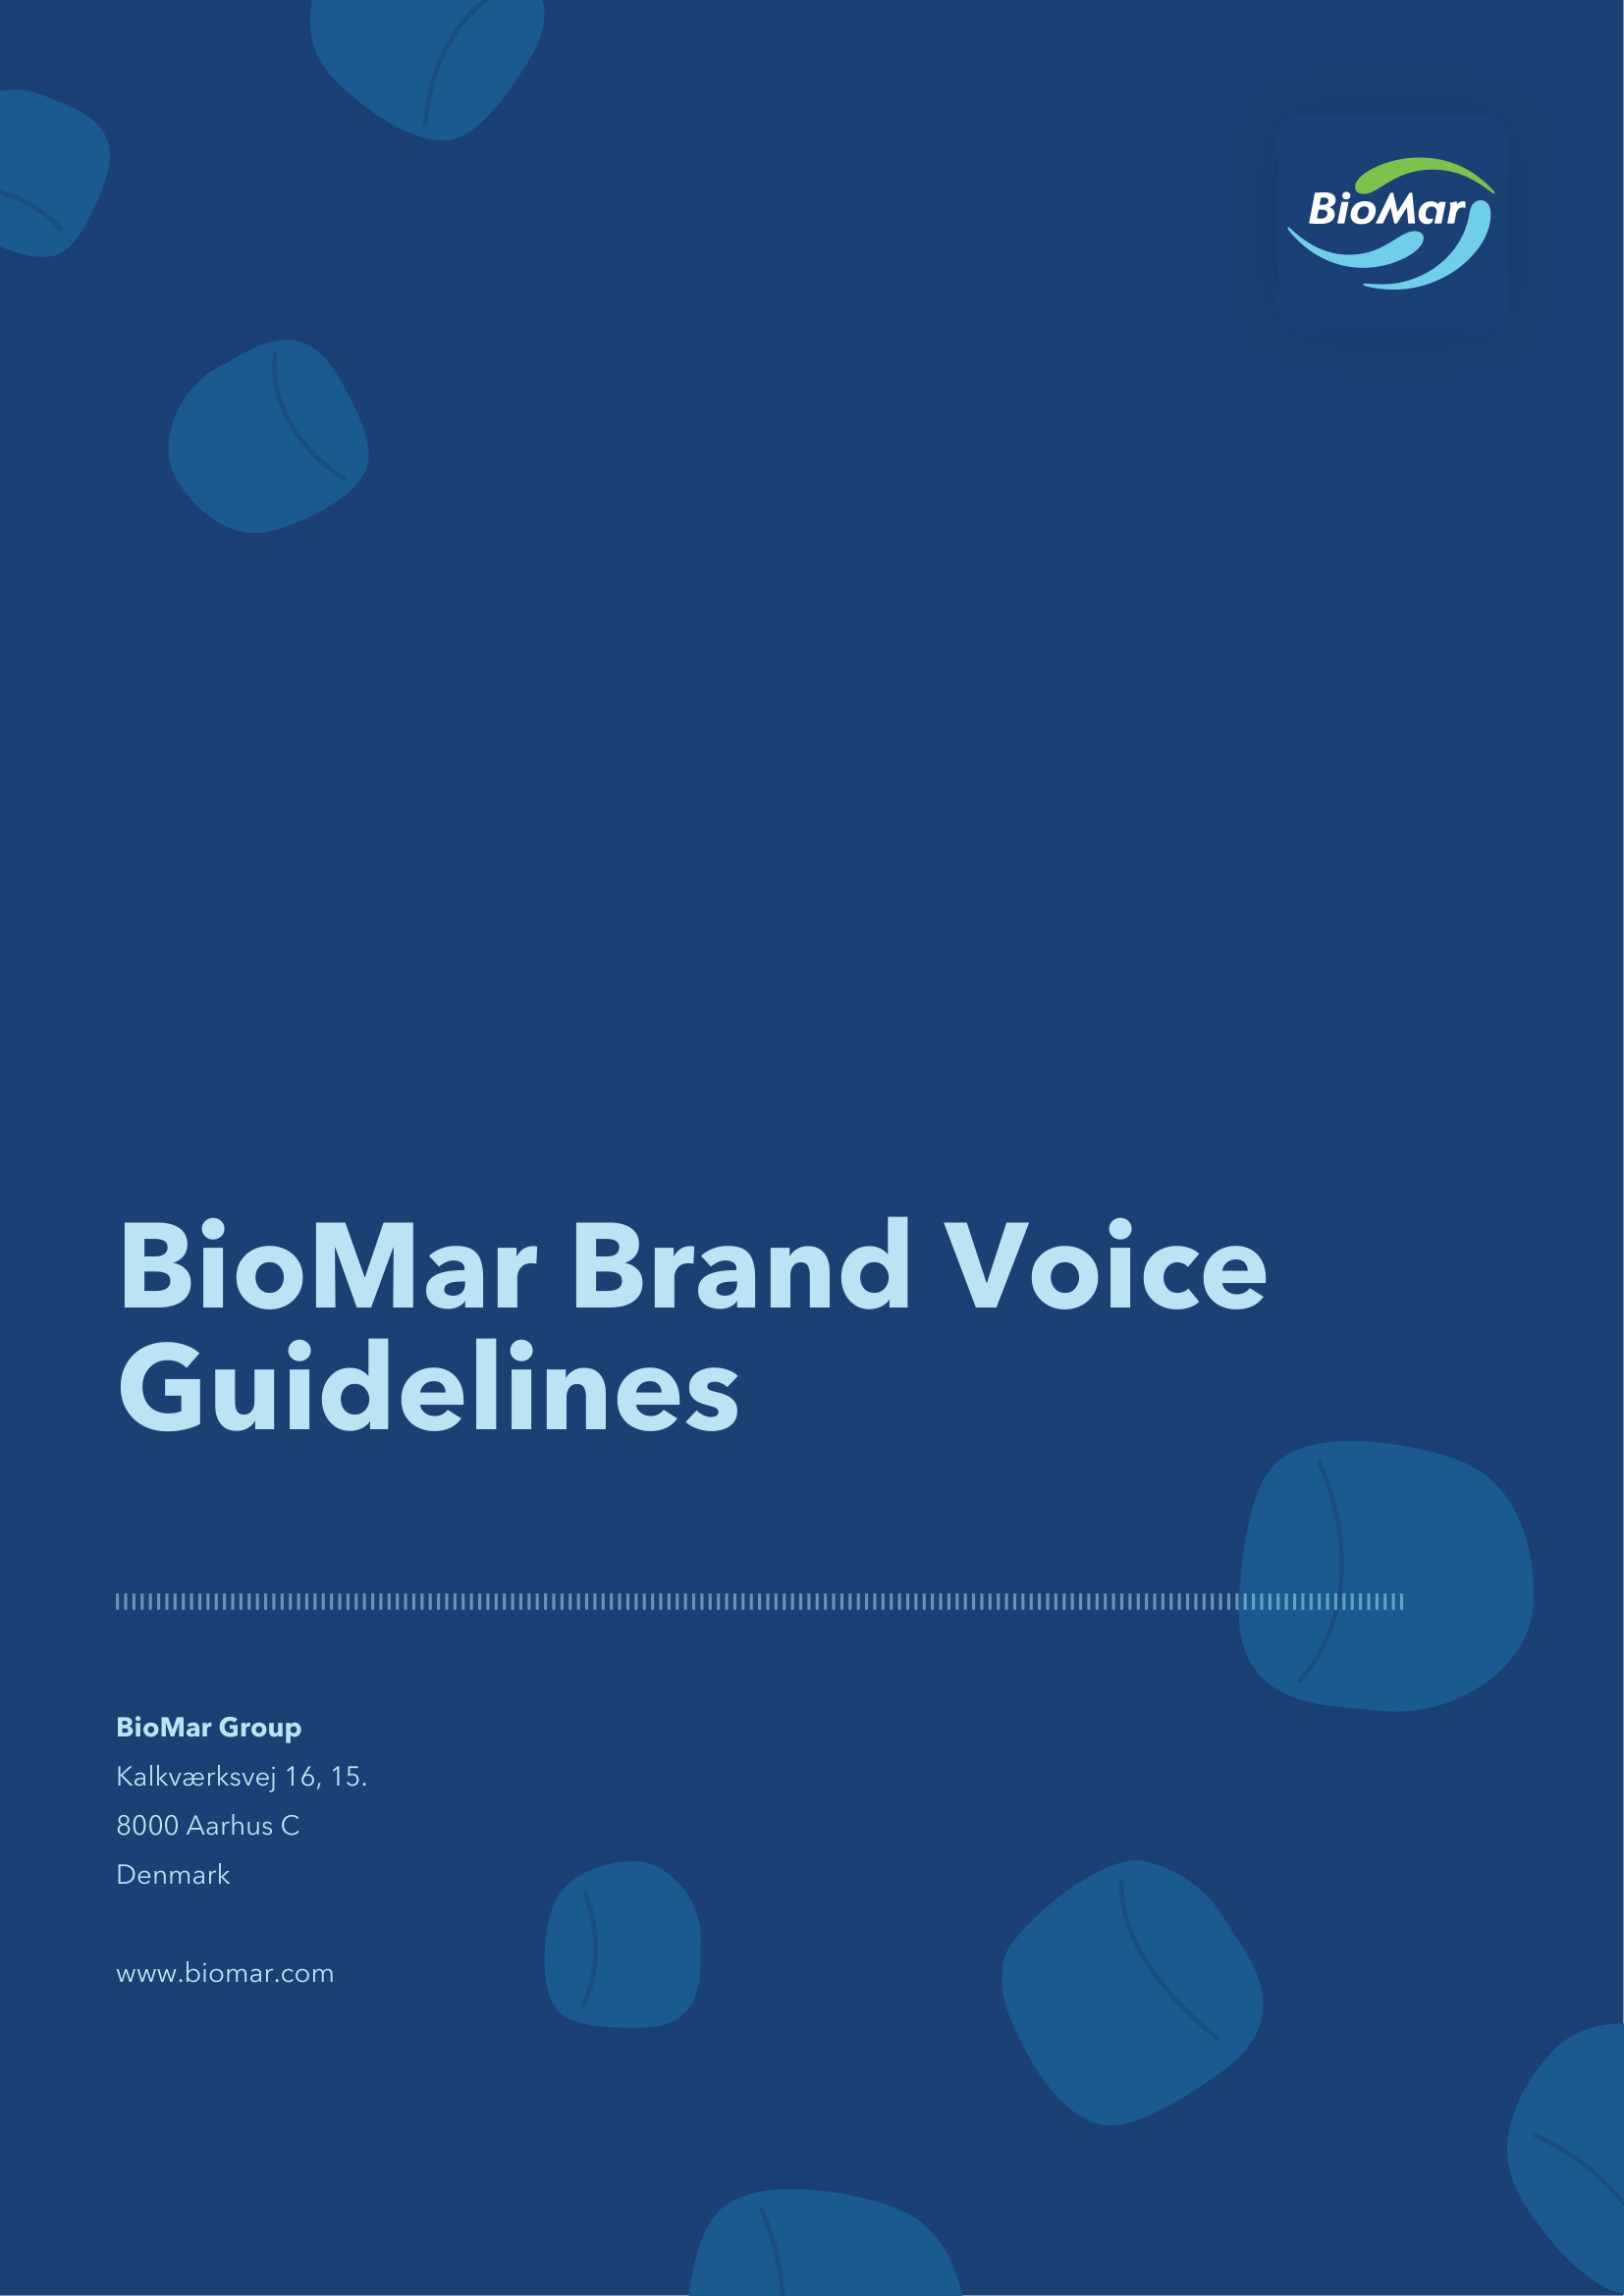 BioMar
BioMar Brand Voice
Guidelines
BioMar Group
Kalkværksvej 16, 15.
8000 Aarhus C
Denmark
www.biomar.com